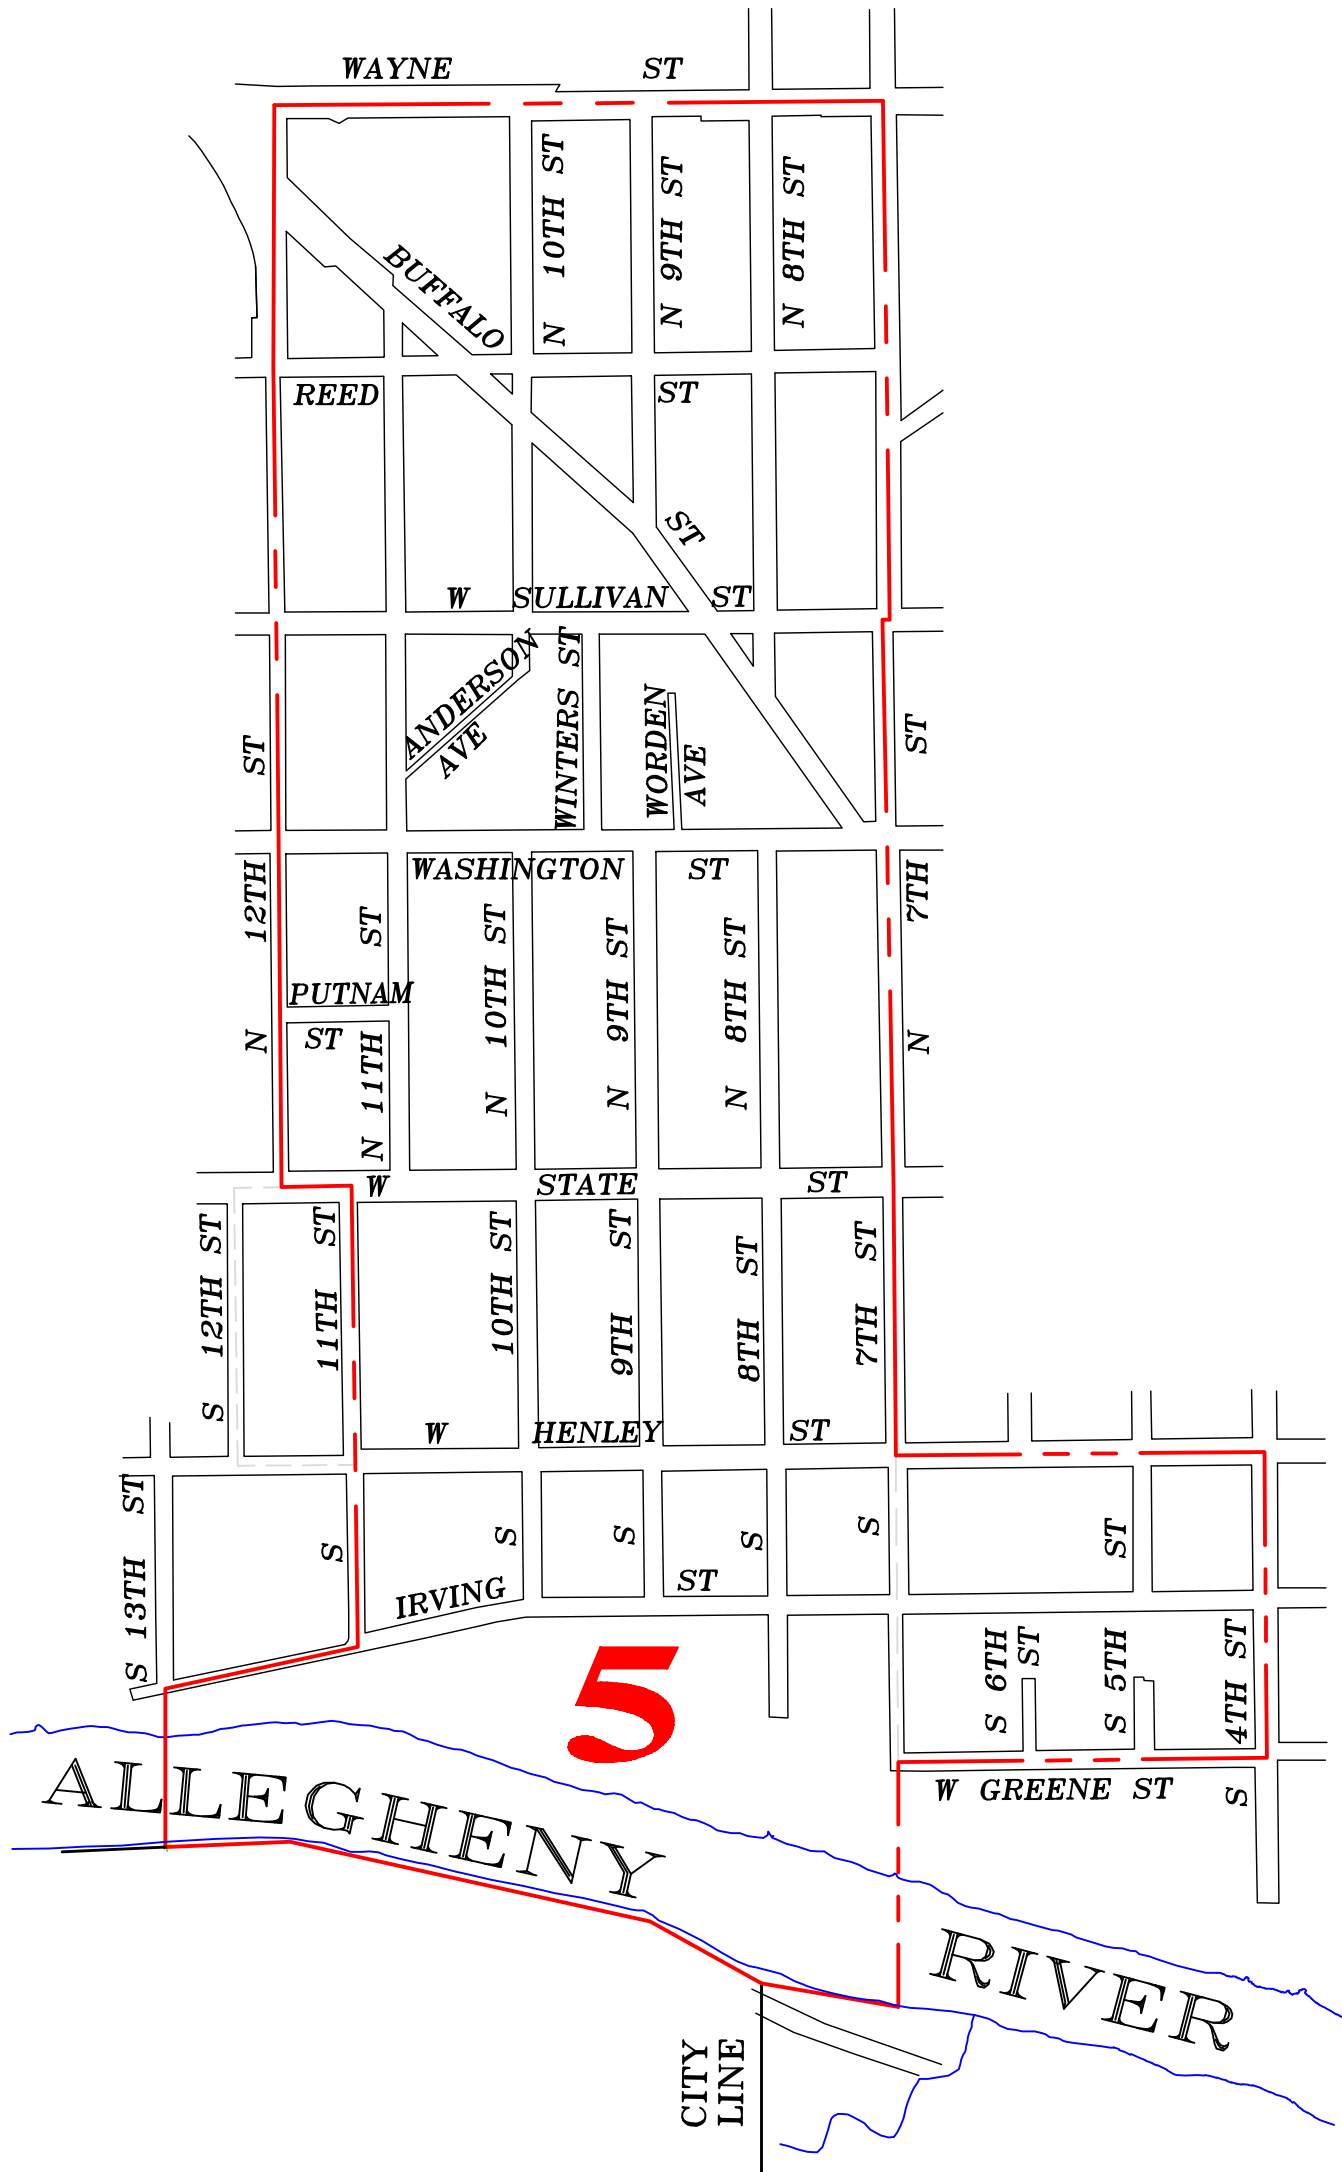 WAYNE ST
N 10TH ST
N 9TH ST
N 8TH ST
BUFFALO ST
REED ST
W SULLIVAN ST
ANDERSON AVE
WINTERS ST
WORDEN AVE
N 12TH ST
N 7TH ST
WASHINGTON ST
PUTNAM ST
N 11TH ST
N 10TH ST
N 9TH ST
N 8TH ST
W STATE ST
S 12TH ST
S 11TH ST
S 10TH ST
S 9TH ST
S 8TH ST
S 7TH ST
W HENLEY ST
S 13TH ST
IRVING ST
S 6TH ST
S 5TH ST
S 4TH ST
5
W GREENE ST
ALLEGHENY RIVER
CITY
LINE